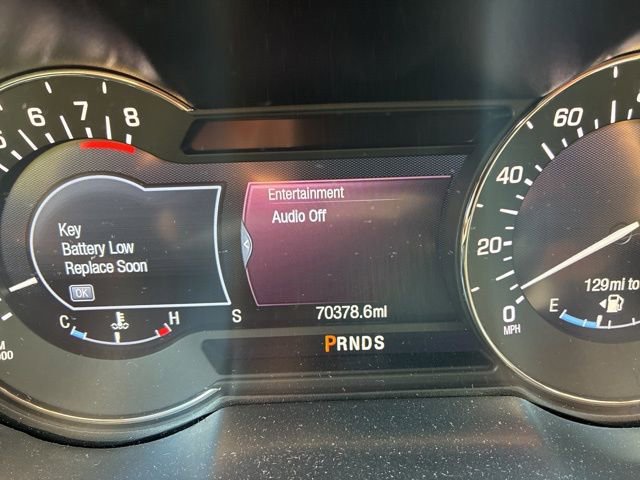 5 6 7 8
Key
Battery Low
Replace Soon
OK
C H
Entertainment
Audio Off
S 70378.6mi
PRNDS
60
40
20
0
MPH
129mi to
E